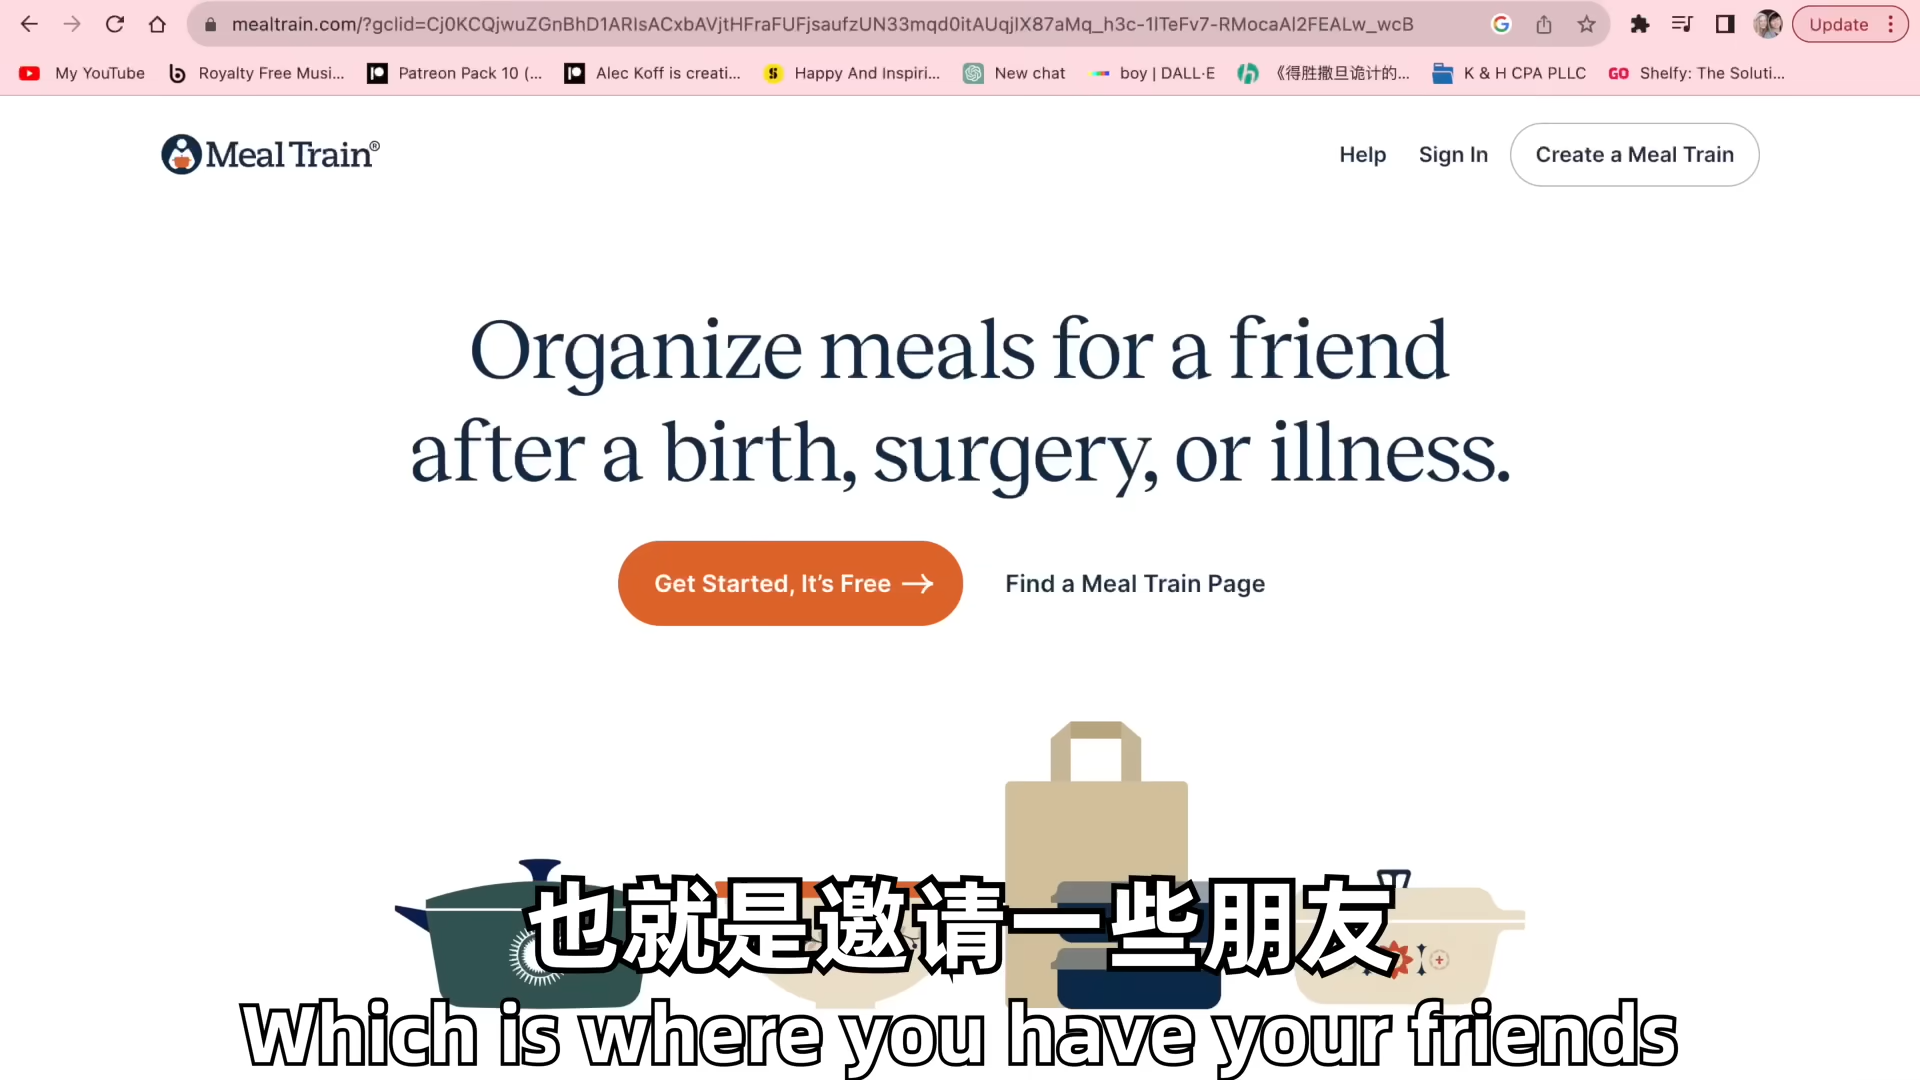 mealtrain.com/?gclid=Cj0KCQjwuZGnBhD1ARIsACxbAVjtHFraFUFjsaufzUN33mqd0itAUqjIX87aMq_h3c-1lTeFv7-RMocaAl2FEALw_wcB
Update
My YouTube
Royalty Free Musi...
Patreon Pack 10 (...
Alec Koff is creati...
Happy And Inspiri...
New chat
boy | DALL·E
《得胜撒旦诡计的...
K & H CPA PLLC
GO Shelfy: The Soluti...
Meal Train®
Help
Sign In
Create a Meal Train
Organize meals for a friend
after a birth, surgery, or illness.
Get Started, It’s Free →
Find a Meal Train Page
也就是邀请一些朋友
Which is where you have your friends